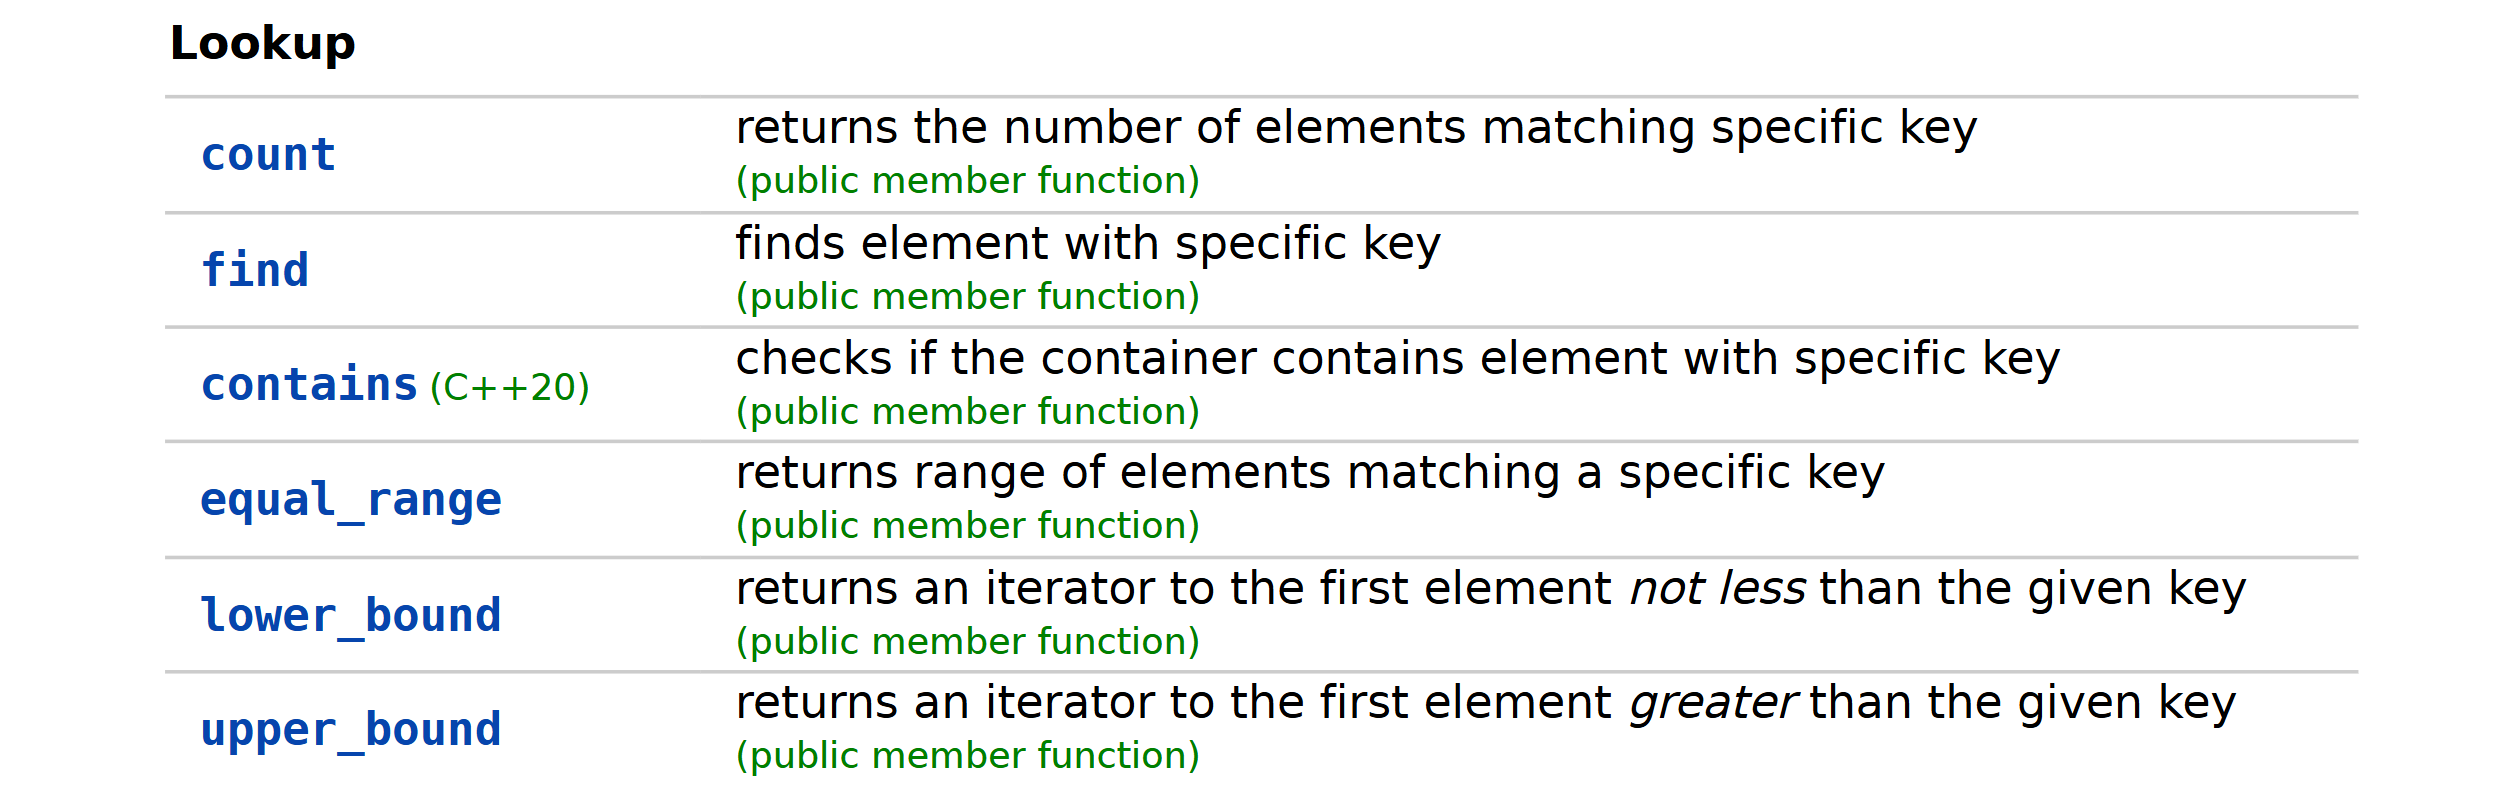 Lookup
count
returns the number of elements matching specific key
(public member function)
find
finds element with specific key
(public member function)
contains (C++20)
checks if the container contains element with specific key
(public member function)
equal_range
returns range of elements matching a specific key
(public member function)
lower_bound
returns an iterator to the first element not less than the given key
(public member function)
upper_bound
returns an iterator to the first element greater than the given key
(public member function)